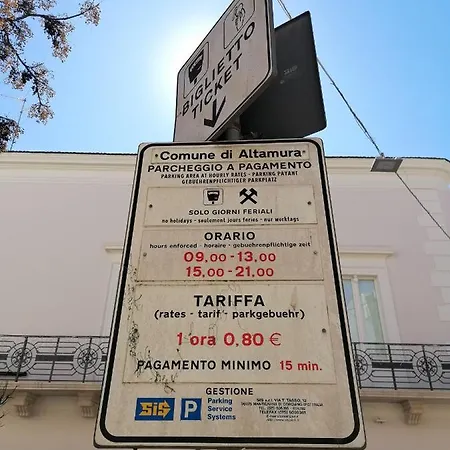 BIGLIETTO
TICKET
Comune di Altamura
PARCHEGGIO A PAGAMENTO
PARKING AREA AT HOURLY RATES - PARKING PAYANT
GEBUEHRENPFLICHTIGER PARKPLATZ
SOLO GIORNI FERIALI
no holidays - seulement jours feries - nur werktags
ORARIO
hours enforced - horaire - gebuehrenpflichtige zeit
09.00 - 13.00
15.00 - 21.00
TARIFFA
(rates - tarif - parkgebuehr)
1 ora 0.80 €
PAGAMENTO MINIMO 15 min.
GESTIONE
SIS P Parking
Service
Systems